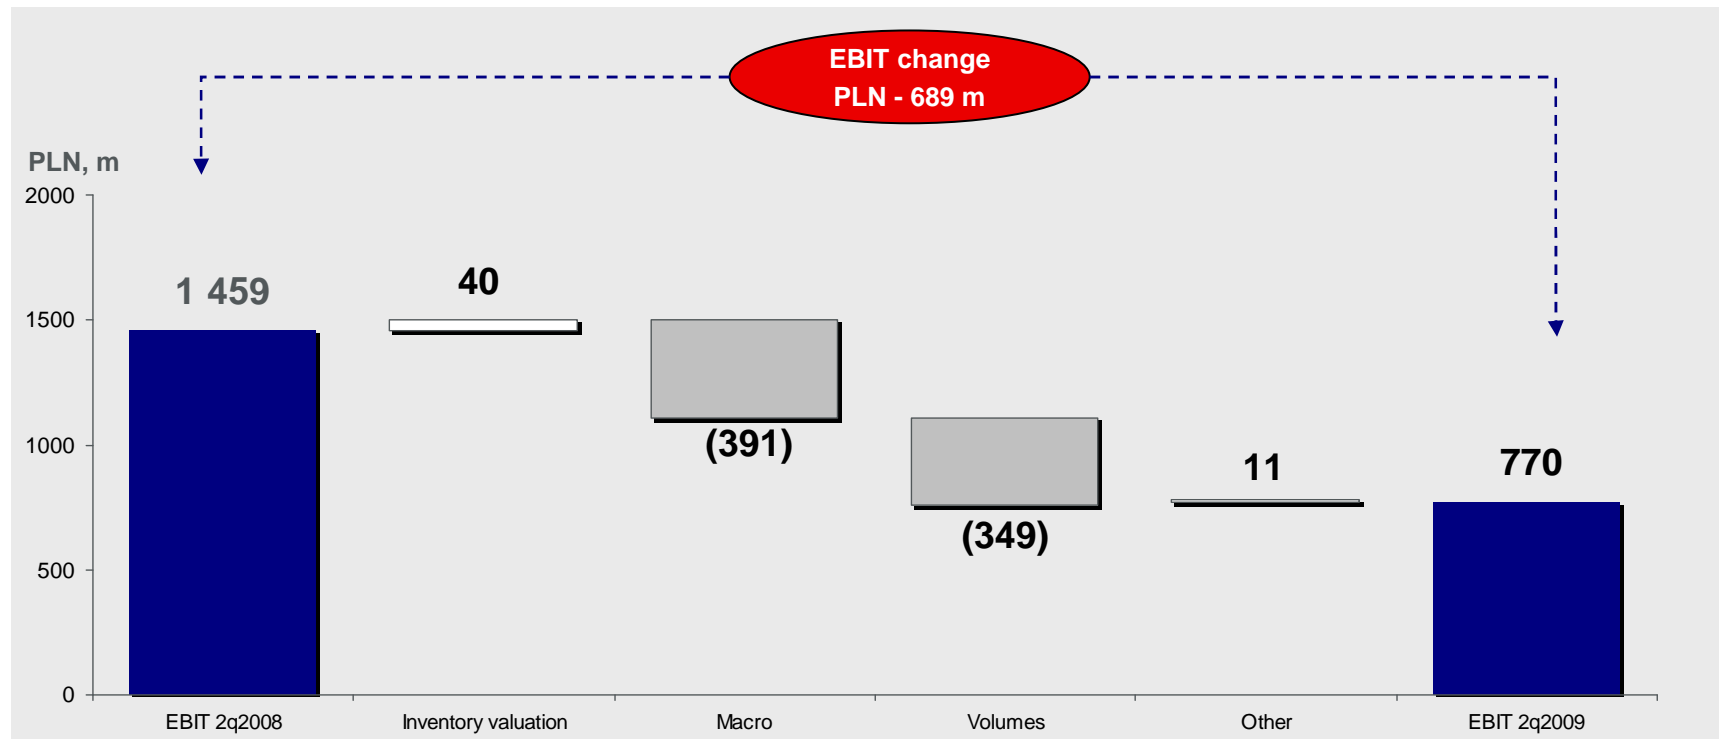 EBIT change
PLN - 689 m
PLN, m
2000
1500
1000
500
0
1 459
40
(391)
(349)
11
770
EBIT 2q2008
Inventory valuation
Macro
Volumes
Other
EBIT 2q2009